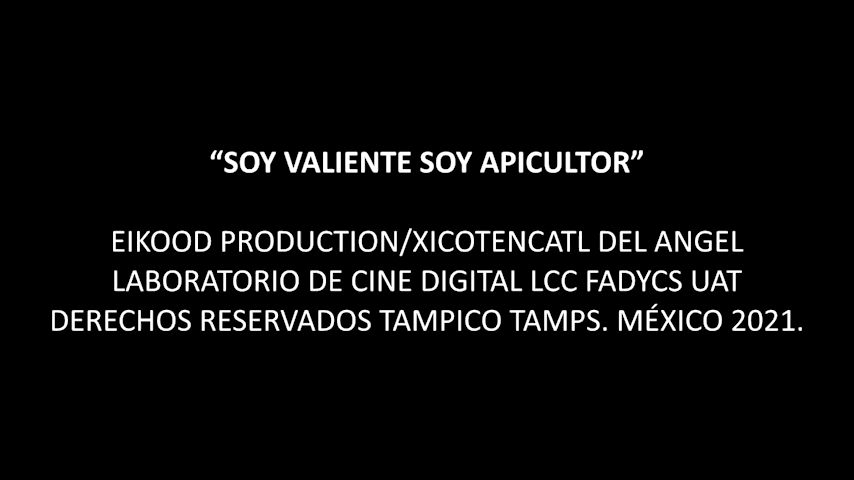 “SOY VALIENTE SOY APICULTOR”
EIKOOD PRODUCTION/XICOTENCATL DEL ANGEL
LABORATORIO DE CINE DIGITAL LCC FADYCS UAT
DERECHOS RESERVADOS TAMPICO TAMPS. MÉXICO 2021.